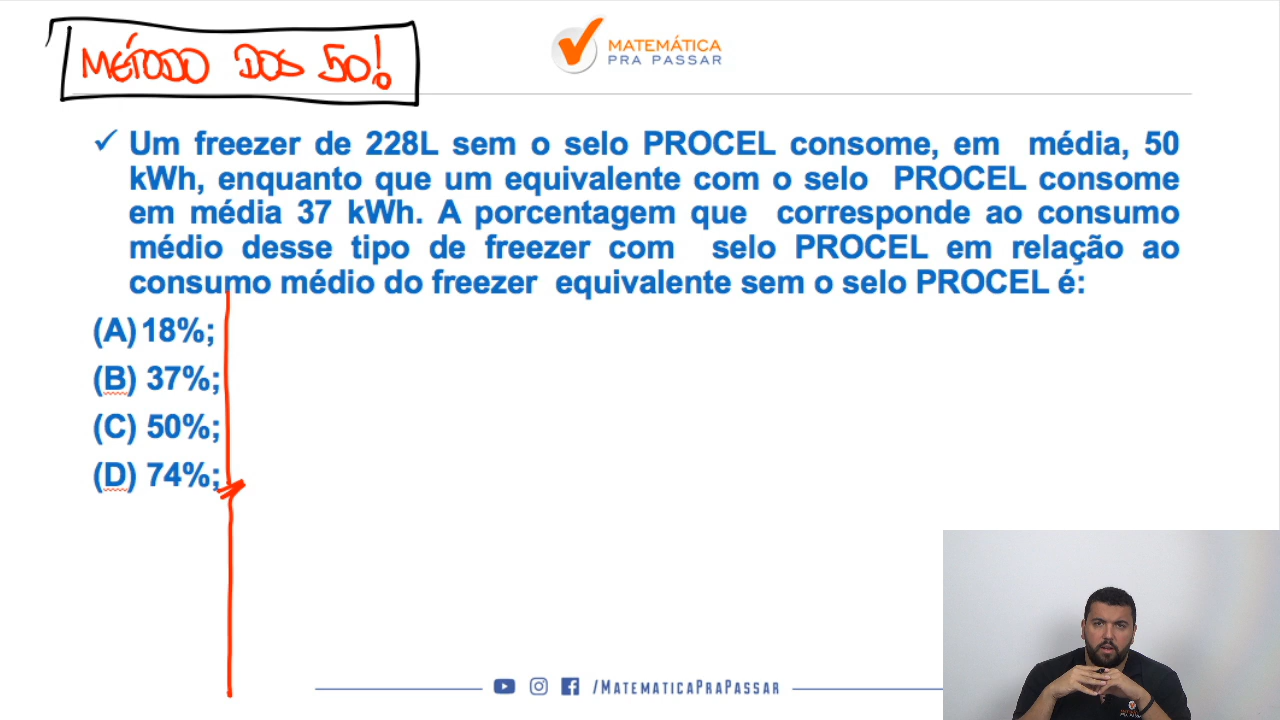 MÉTODO DOS 50!
MATEMÁTICA
PRA PASSAR
✓ Um freezer de 228L sem o selo PROCEL consome, em média, 50
kWh, enquanto que um equivalente com o selo PROCEL consome
em média 37 kWh. A porcentagem que corresponde ao consumo
médio desse tipo de freezer com selo PROCEL em relação ao
consumo médio do freezer equivalente sem o selo PROCEL é:
(A) 18%;
(B) 37%;
(C) 50%;
(D) 74%;
/MATEMATICAPRAPASSAR